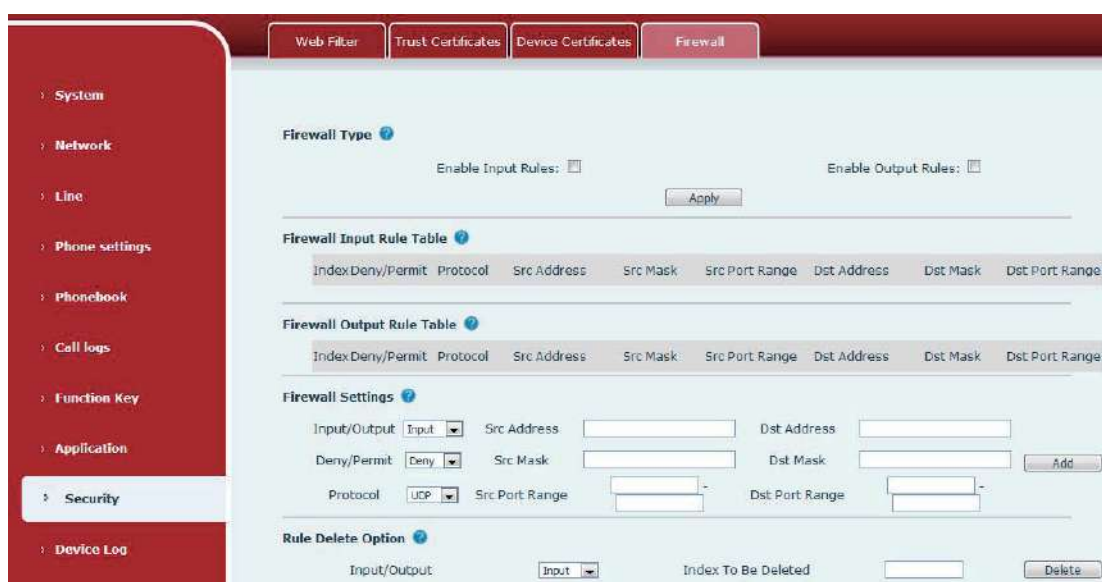 Web Filter Trust Certificates Device Certificates Firewall
System
Network
Line
Phone settings
Phonebook
Call logs
Function Key
Application
Security
Device Log
Firewall Type
Enable Input Rules: Enable Output Rules:
Apply
Firewall Input Rule Table
Index Deny/Permit Protocol Src Address Src Mask Src Port Range Dst Address Dst Mask Dst Port Range
Firewall Output Rule Table
Index Deny/Permit Protocol Src Address Src Mask Src Port Range Dst Address Dst Mask Dst Port Range
Firewall Settings
Input/Output Input Src Address Dst Address
Deny/Permit Deny Src Mask Dst Mask Add
Protocol UDP Src Port Range - Dst Port Range -
Rule Delete Option
Input/Output Input Index To Be Deleted Delete